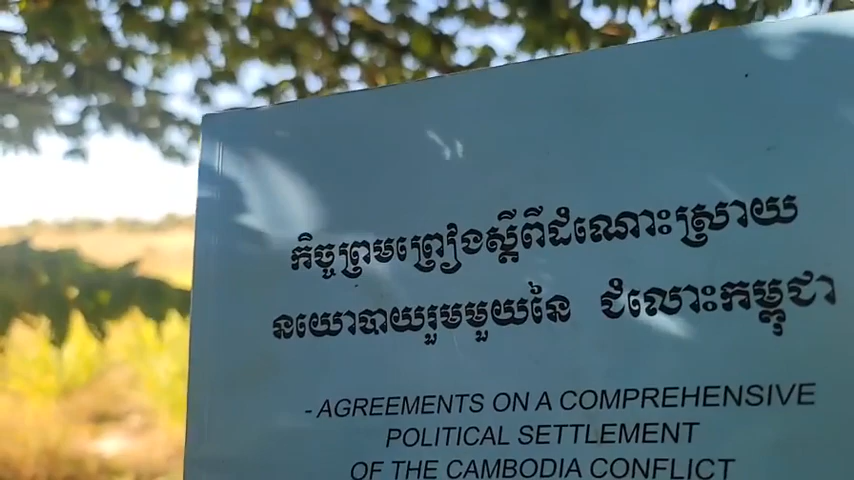 កិច្ចព្រមព្រៀងស្តីពីដំណោះស្រាយ
នយោបាយរួមមួយនៃ ជំលោះកម្ពុជា
-AGREEMENTS ON A COMPREHENSIVE
POLITICAL SETTLEMENT
OF THE CAMBODIA CONFLICT